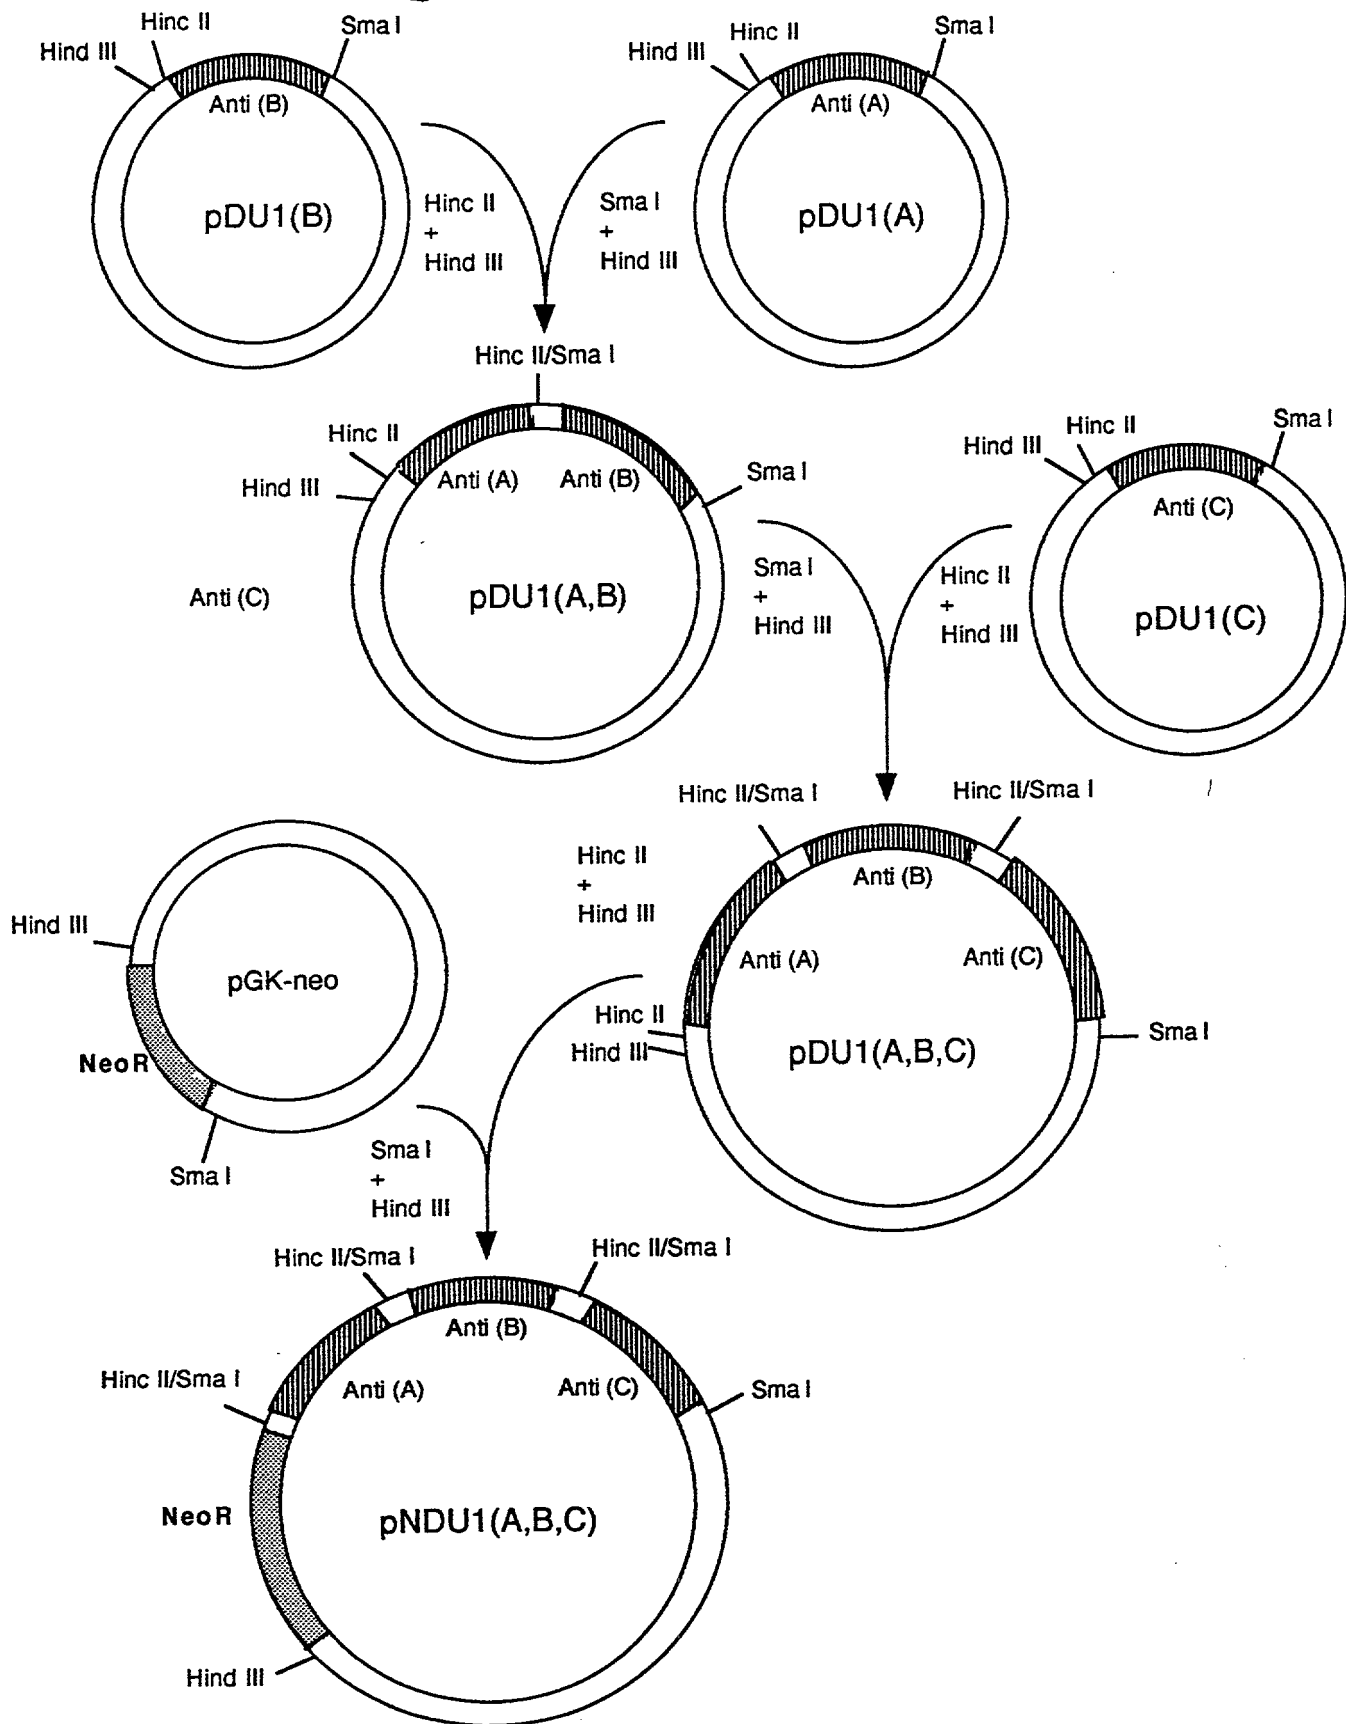 Hinc II
Sma I
Hind III
Anti (B)
pDU1(B)
Hinc II
Sma I
Hind III
Anti (A)
pDU1(A)
Hinc II
+
Hind III
Sma I
+
Hind III
Hinc II/Sma I
Hinc II
Hind III
Anti (A)
Anti (B)
Sma I
Anti (C)
pDU1(A,B)
Sma I
Hinc II
Hind III
Anti (C)
pDU1(C)
Sma I
+
Hind III
Hinc II
+
Hind III
Hinc II/Sma I
Hinc II/Sma I
Hinc II
+
Hind III
Anti (B)
Anti (A)
Anti (C)
Hinc II
Hind III
Sma I
pDU1(A,B,C)
Hind III
pGK-neo
NeoR
Sma I
Sma I
+
Hind III
Hinc II/Sma I
Hinc II/Sma I
Anti (B)
Hinc II/Sma I
Anti (A)
Anti (C)
Sma I
NeoR
pNDU1(A,B,C)
Hind III